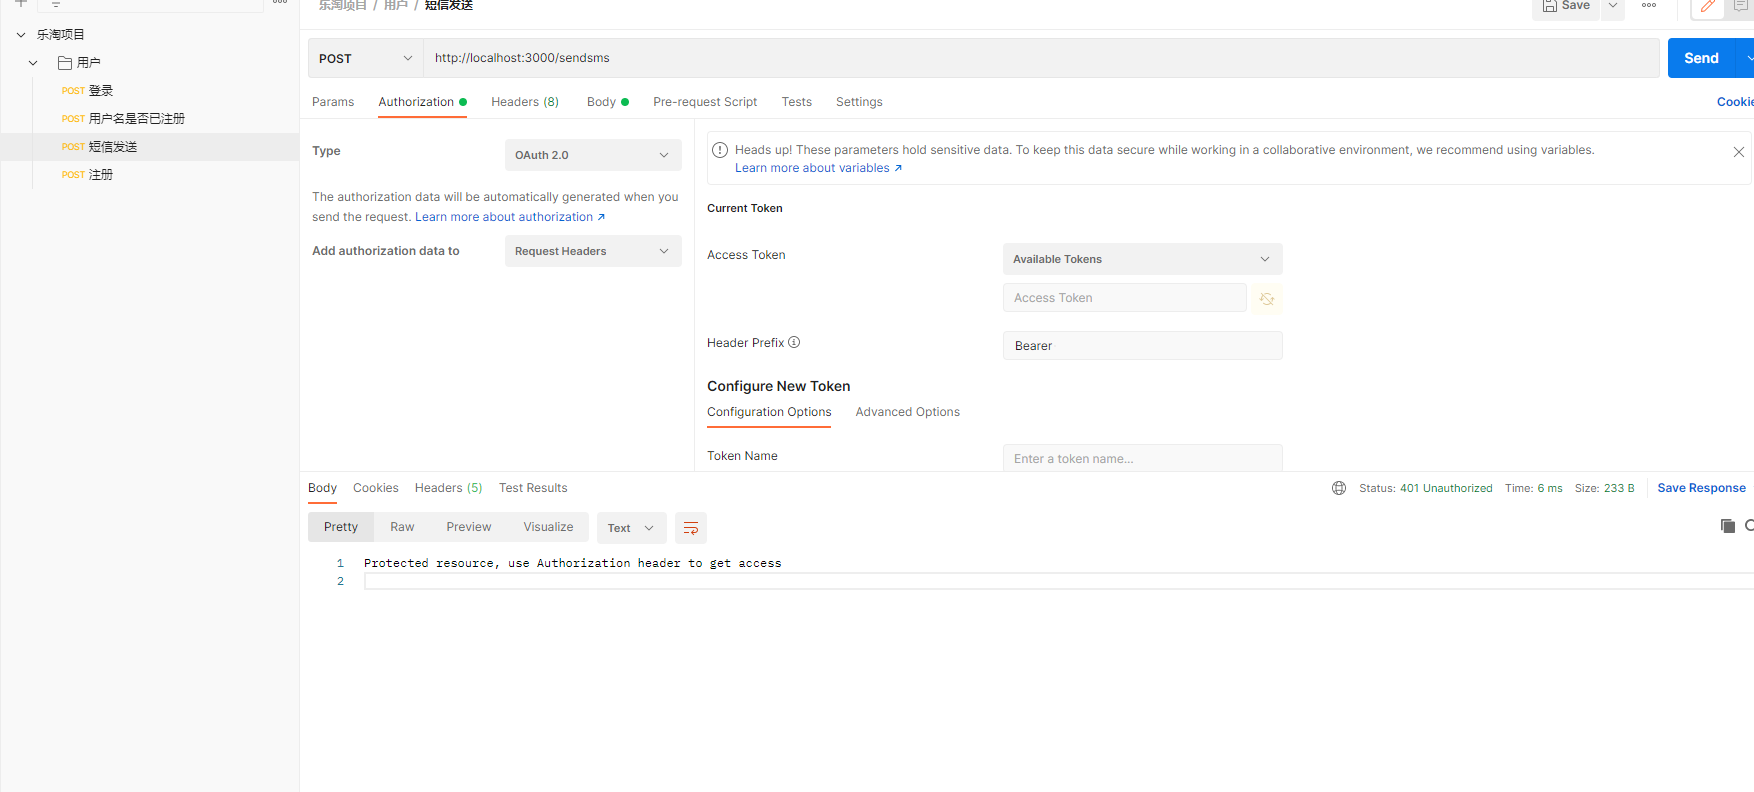 乐淘项目 / 用户 / 短信发送
Save
乐淘项目
用户
POST 登录
POST 用户名是否已注册
POST 短信发送
POST 注册
POST
http://localhost:3000/sendsms
Send
Params
Authorization
Headers (8)
Body
Pre-request Script
Tests
Settings
Cookie
Type
OAuth 2.0
The authorization data will be automatically generated when you
send the request. Learn more about authorization ↗
Add authorization data to
Request Headers
Heads up! These parameters hold sensitive data. To keep this data secure while working in a collaborative environment, we recommend using variables.
Learn more about variables ↗
Current Token
Access Token
Available Tokens
Access Token
Header Prefix
Bearer
Configure New Token
Configuration Options
Advanced Options
Token Name
Enter a token name...
Body
Cookies
Headers (5)
Test Results
Status: 401 Unauthorized
Time: 6 ms
Size: 233 B
Save Response
Pretty
Raw
Preview
Visualize
Text
1 Protected resource, use Authorization header to get access
2